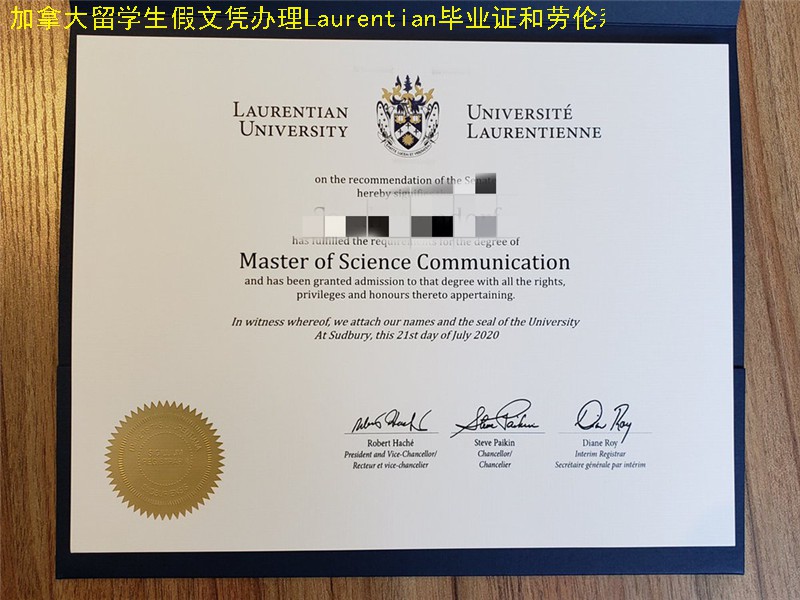 加拿大留学生假文凭办理Laurentian毕业证和劳伦
LAURENTIAN UNIVERSITY
UNIVERSITÉ LAURENTIENNE
on the recommendation of the Senate
hereby
has fulfilled the requirements for the degree of
Master of Science Communication
and has been granted admission to that degree with all the rights,
privileges and honours thereto appertaining.
In witness whereof, we attach our names and the seal of the University
At Sudbury, this 21st day of July 2020
Robert Haché
President and Vice-Chancellor/
Recteur et vice-chancelier
Steve Paikin
Chancellor/
Chancelier
Diane Roy
Interim Registrar
Secrétaire générale par intérim